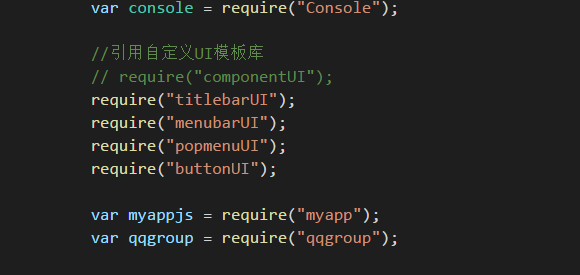 var console = require("Console");
//引用自定义UI模板库
// require("componentUI");
require("titlebarUI");
require("menubarUI");
require("popmenuUI");
require("buttonUI");
var myappjs = require("myapp");
var qqgroup = require("qqgroup");